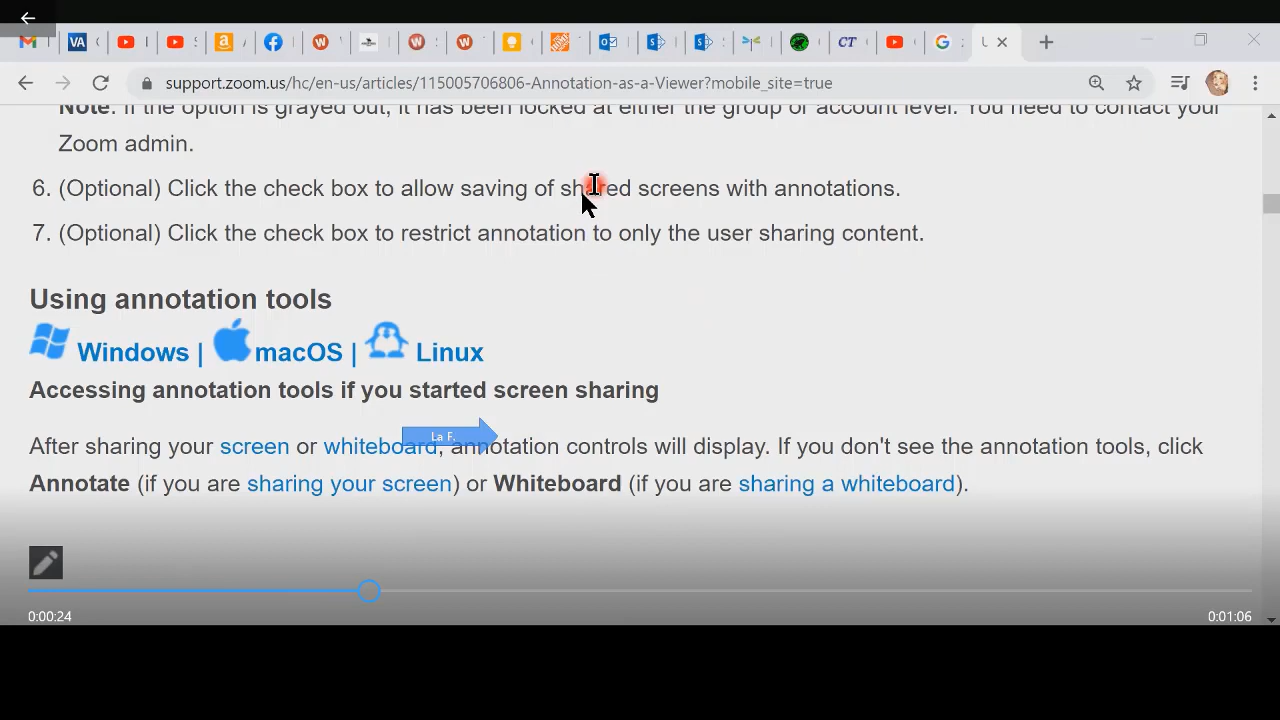 VA
CT
support.zoom.us/hc/en-us/articles/115005706806-Annotation-as-a-Viewer?mobile_site=true
Note: If the option is grayed out, it has been locked at either the group or account level. You need to contact your
Zoom admin.
6. (Optional) Click the check box to allow saving of shared screens with annotations.
7. (Optional) Click the check box to restrict annotation to only the user sharing content.
Using annotation tools
Windows | macOS | Linux
Accessing annotation tools if you started screen sharing
La F.
After sharing your screen or whiteboard, annotation controls will display. If you don't see the annotation tools, click
Annotate (if you are sharing your screen) or Whiteboard (if you are sharing a whiteboard).
0:00:24
0:01:06